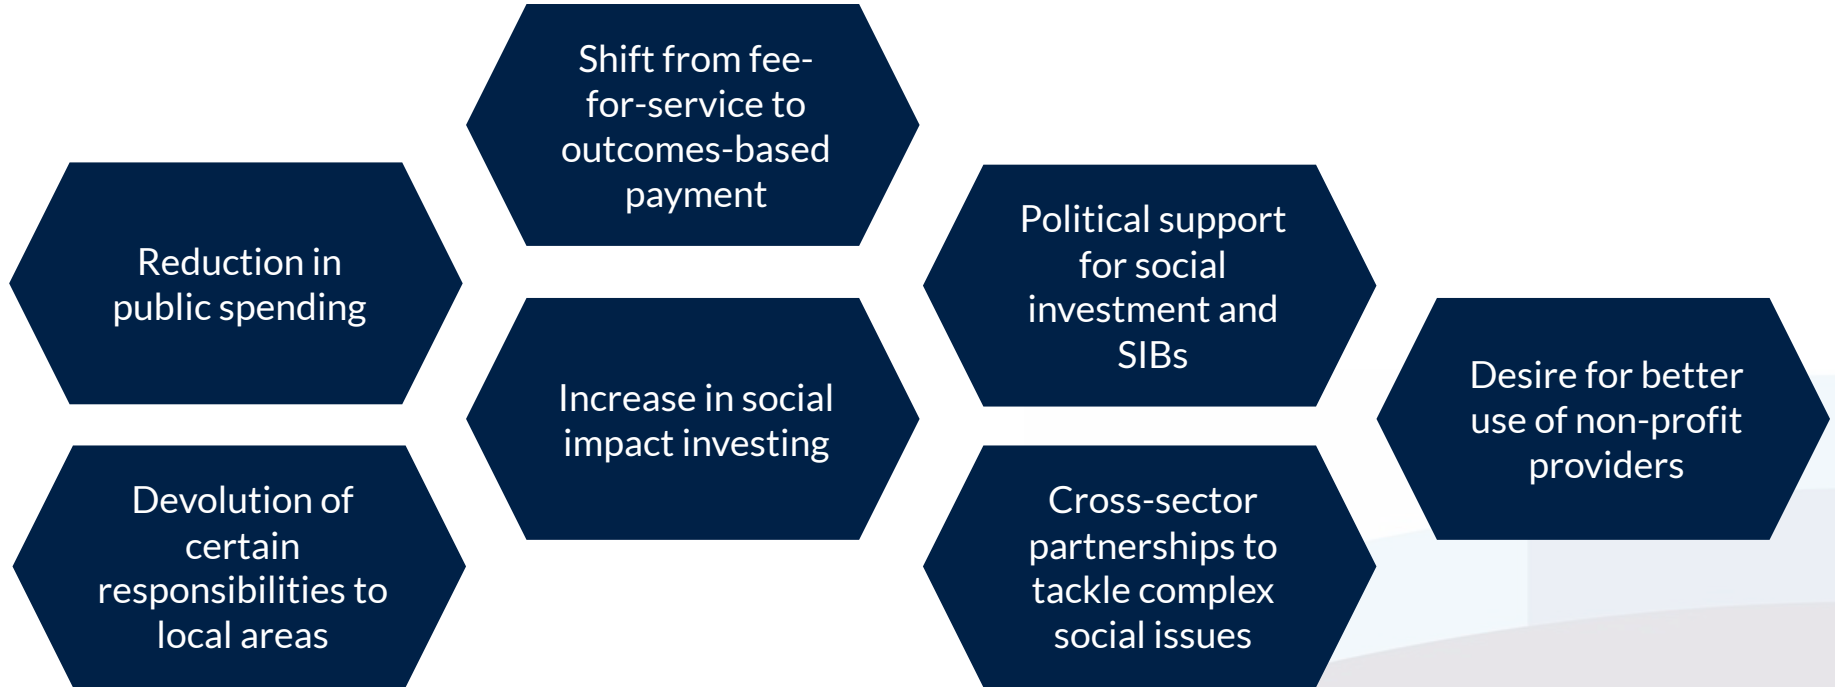 Shift from fee-
for-service to
outcomes-based
payment
Reduction in
public spending
Political support
for social
investment and
SIBs
Increase in social
impact investing
Desire for better
use of non-profit
providers
Devolution of
certain
responsibilities to
local areas
Cross-sector
partnerships to
tackle complex
social issues